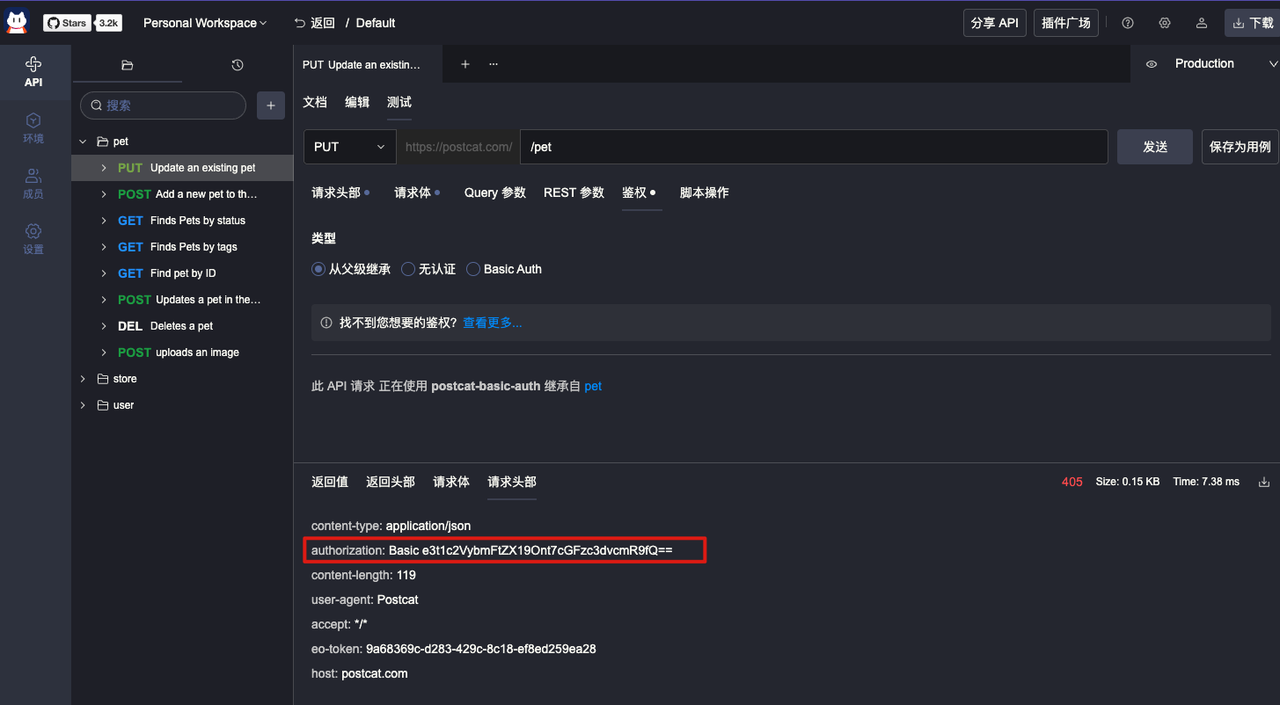 Stars 3.2k Personal Workspace 返回 / Default 分享 API 插件广场 下载
API
环境
成员
设置
搜索 +
pet
PUT Update an existing pet
POST Add a new pet to th...
GET Finds Pets by status
GET Finds Pets by tags
GET Find pet by ID
POST Updates a pet in the...
DEL Deletes a pet
POST uploads an image
store
user
PUT Update an existin... + ... Production
文档 编辑 测试
PUT https://postcat.com/ /pet 发送 保存为用例
请求头部 请求体 Query 参数 REST 参数 鉴权 脚本操作
类型
从父级继承 无认证 Basic Auth
找不到您想要的鉴权? 查看更多...
此 API 请求 正在使用 postcat-basic-auth 继承自 pet
返回值 返回头部 请求体 请求头部 405 Size: 0.15 KB Time: 7.38 ms
content-type: application/json
authorization: Basic e3t1c2VybmFtZX19Ont7cGFzc3dvcmR9fQ==
content-length: 119
user-agent: Postcat
accept: */*
eo-token: 9a68369c-d283-429c-8c18-ef8ed259ea28
host: postcat.com